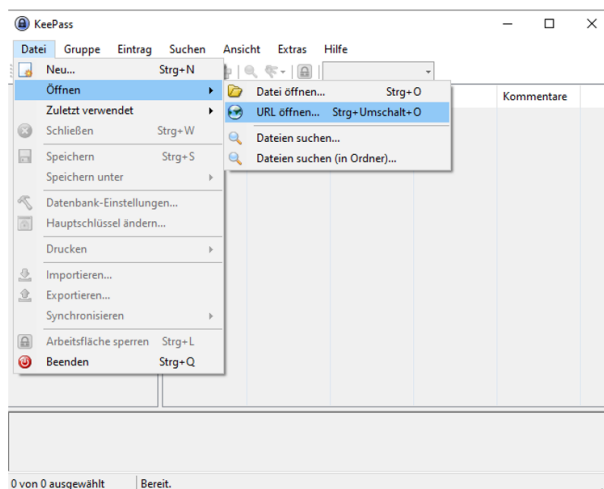 KeePass
Datei Gruppe Eintrag Suchen Ansicht Extras Hilfe
Neu... Strg+N
Öffnen
Zuletzt verwendet
Schließen Strg+W
Speichern Strg+S
Speichern unter
Datenbank-Einstellungen...
Hauptschlüssel ändern...
Drucken
Importieren...
Exportieren...
Synchronisieren
Arbeitsfläche sperren Strg+L
Beenden Strg+Q
Datei öffnen... Strg+O
URL öffnen... Strg+Umschalt+O
Dateien suchen...
Dateien suchen (in Ordner)...
Kommentare
0 von 0 ausgewählt Bereit.